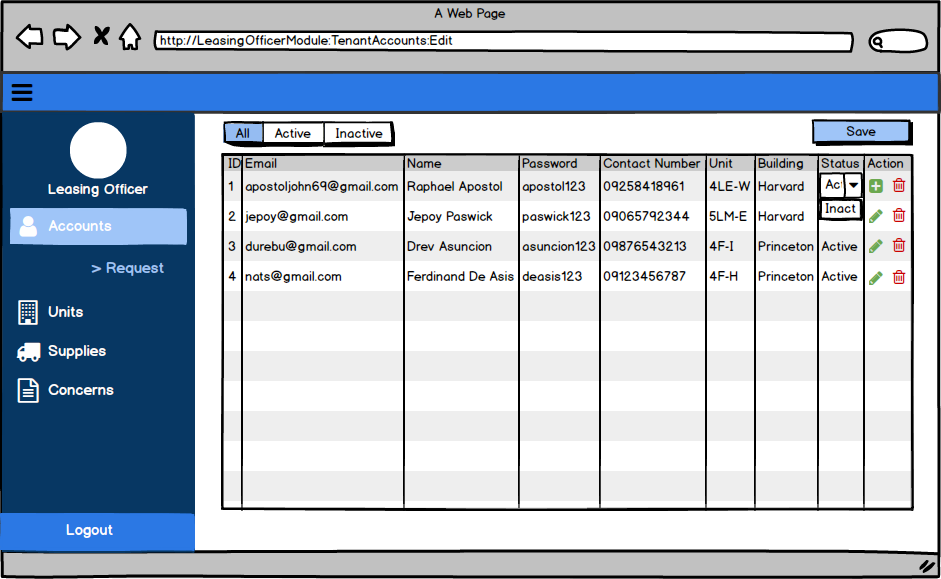 A Web Page
http://LeasingOfficerModule:TenantAccounts:Edit
Leasing Officer
Accounts
> Request
Units
Supplies
Concerns
Logout
All Active Inactive
Save
ID Email Name Password Contact Number Unit Building Status Action
1 apostoljohn69@gmail.com Raphael Apostol apostol123 09258418961 4LE-W Harvard Ac
Inact
2 jepoy@gmail.com Jepoy Paswick paswick123 09065792344 5LM-E Harvard
3 durebu@gmail.com Drev Asuncion asuncion123 09876543213 4F-I Princeton Active
4 nats@gmail.com Ferdinand De Asis deasis123 09123456787 4F-H Princeton Active